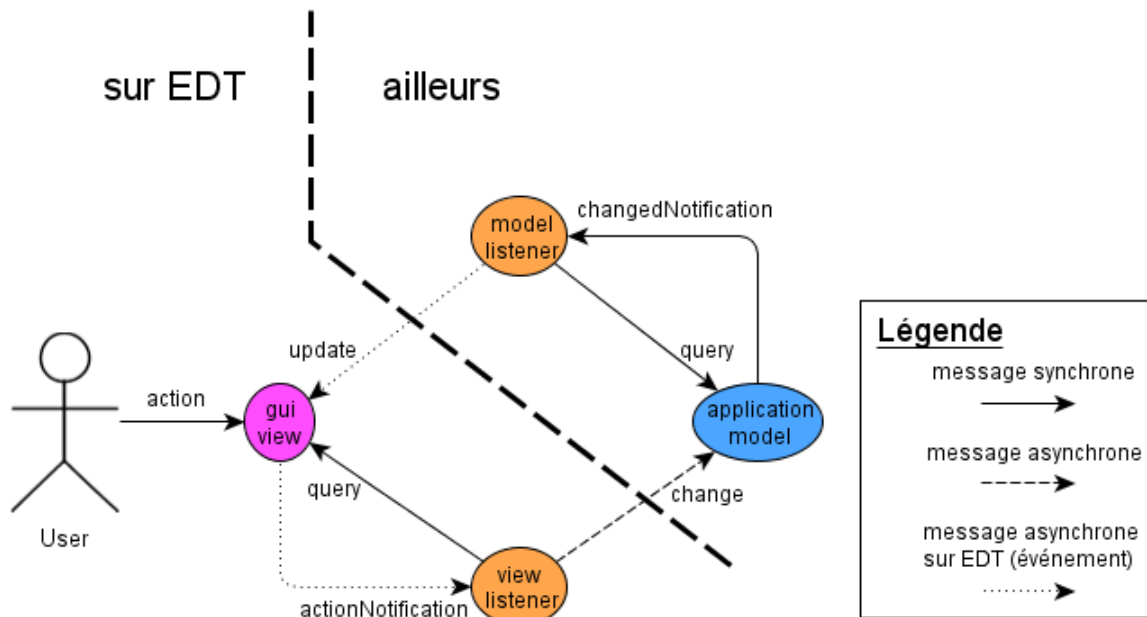 sur EDT
ailleurs
model
listener
changedNotification
update
query
action
gui
view
application
model
query
change
view
listener
actionNotification
User
Légende
message synchrone
message asynchrone
message asynchrone
sur EDT (événement)